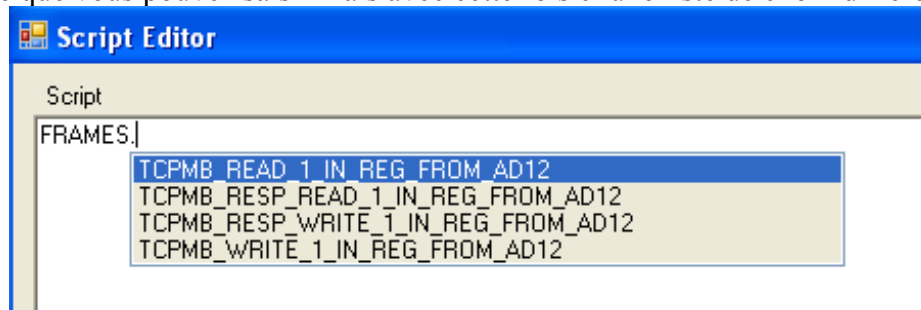 Script Editor
Script
FRAMES.
TCPMB_READ_1_IN_REG_FROM_AD12
TCPMB_RESP_READ_1_IN_REG_FROM_AD12
TCPMB_RESP_WRITE_1_IN_REG_FROM_AD12
TCPMB_WRITE_1_IN_REG_FROM_AD12